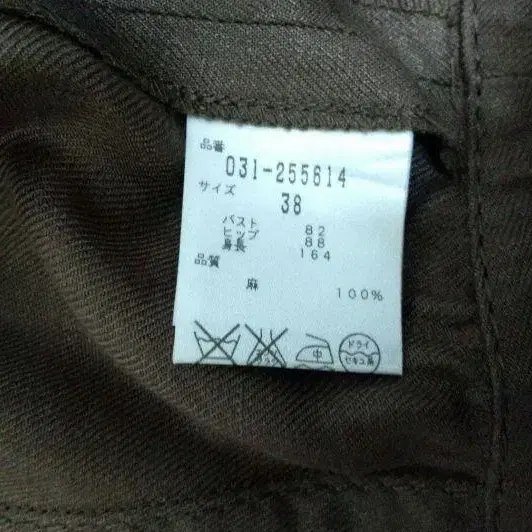 品番
031-255614
サイズ
38
バスト 82
ヒップ 88
身長 164
品質
麻 100%
中
ドライ
セキユ系